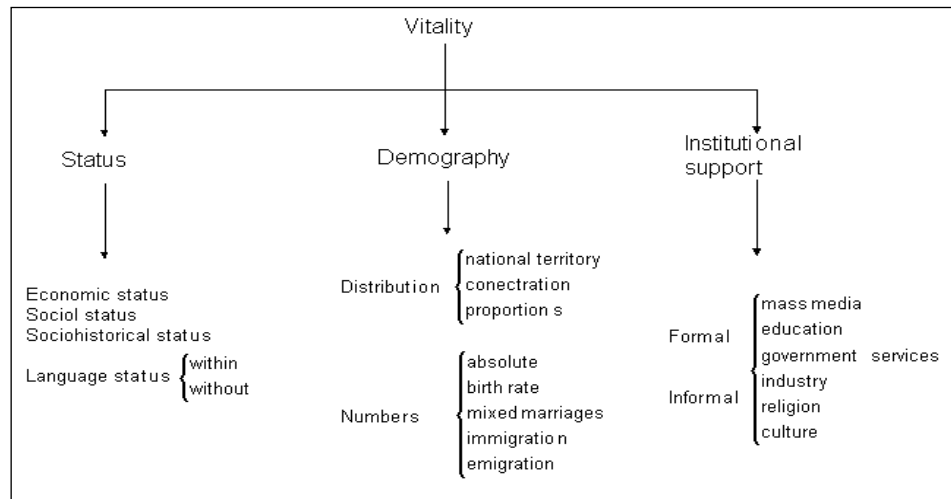 Vitality
Status
Demography
Institutional
support
Economic status
Sociol status
Sociohistorical status
Language status
within
without
Distribution
national territory
conectration
proportion s
Numbers
absolute
birth rate
mixed marriages
immigration
emigration
Formal
Informal
mass media
education
government services
industry
religion
culture